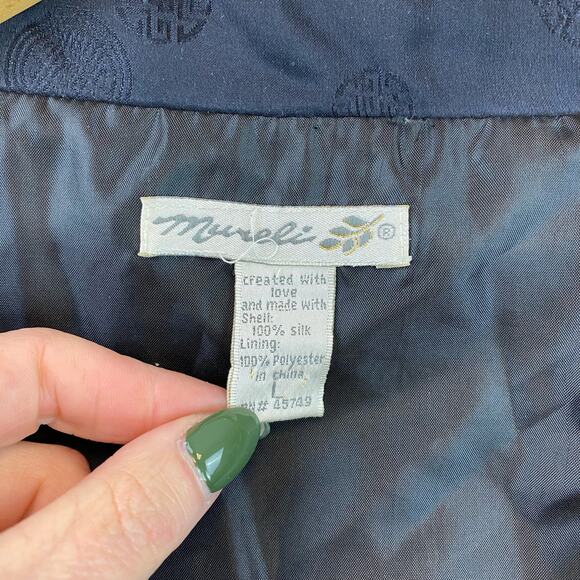 Mureli ®
created with
love
and made with
Shell:
100% silk
Lining:
100% Polyester
in china
L
RN# 45749